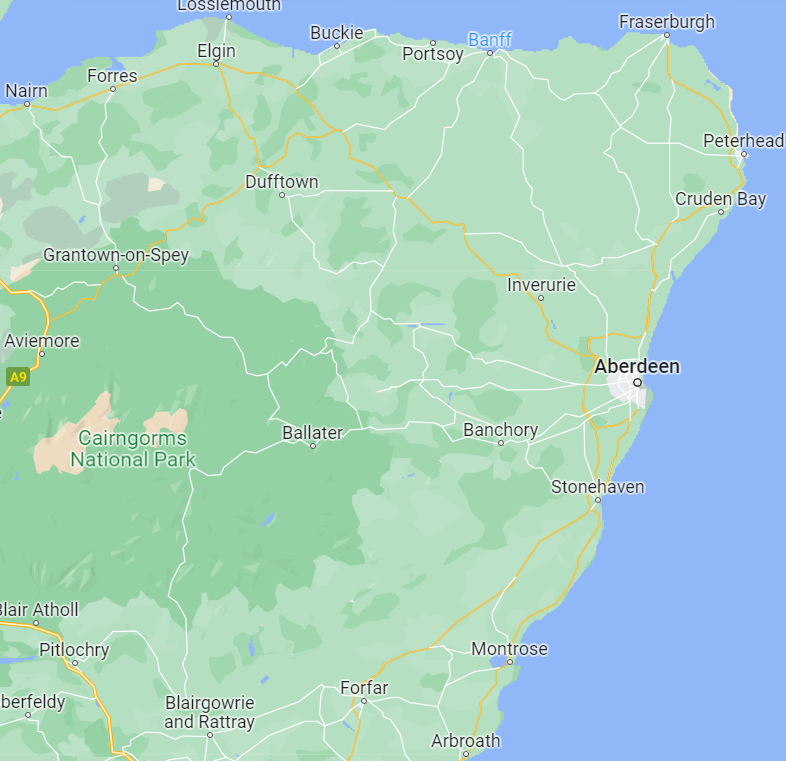 Lossiemouth
Fraserburgh
Buckie
Banff
Elgin
Portsoy
Forres
Nairn
Peterhead
Dufftown
Cruden Bay
Grantown-on-Spey
Inverurie
Aviemore
Aberdeen
A9
Cairngorms
National Park
Ballater
Banchory
Stonehaven
Blair Atholl
Pitlochry
Montrose
Forfar
berfeldy
Blairgowrie
and Rattray
Arbroath